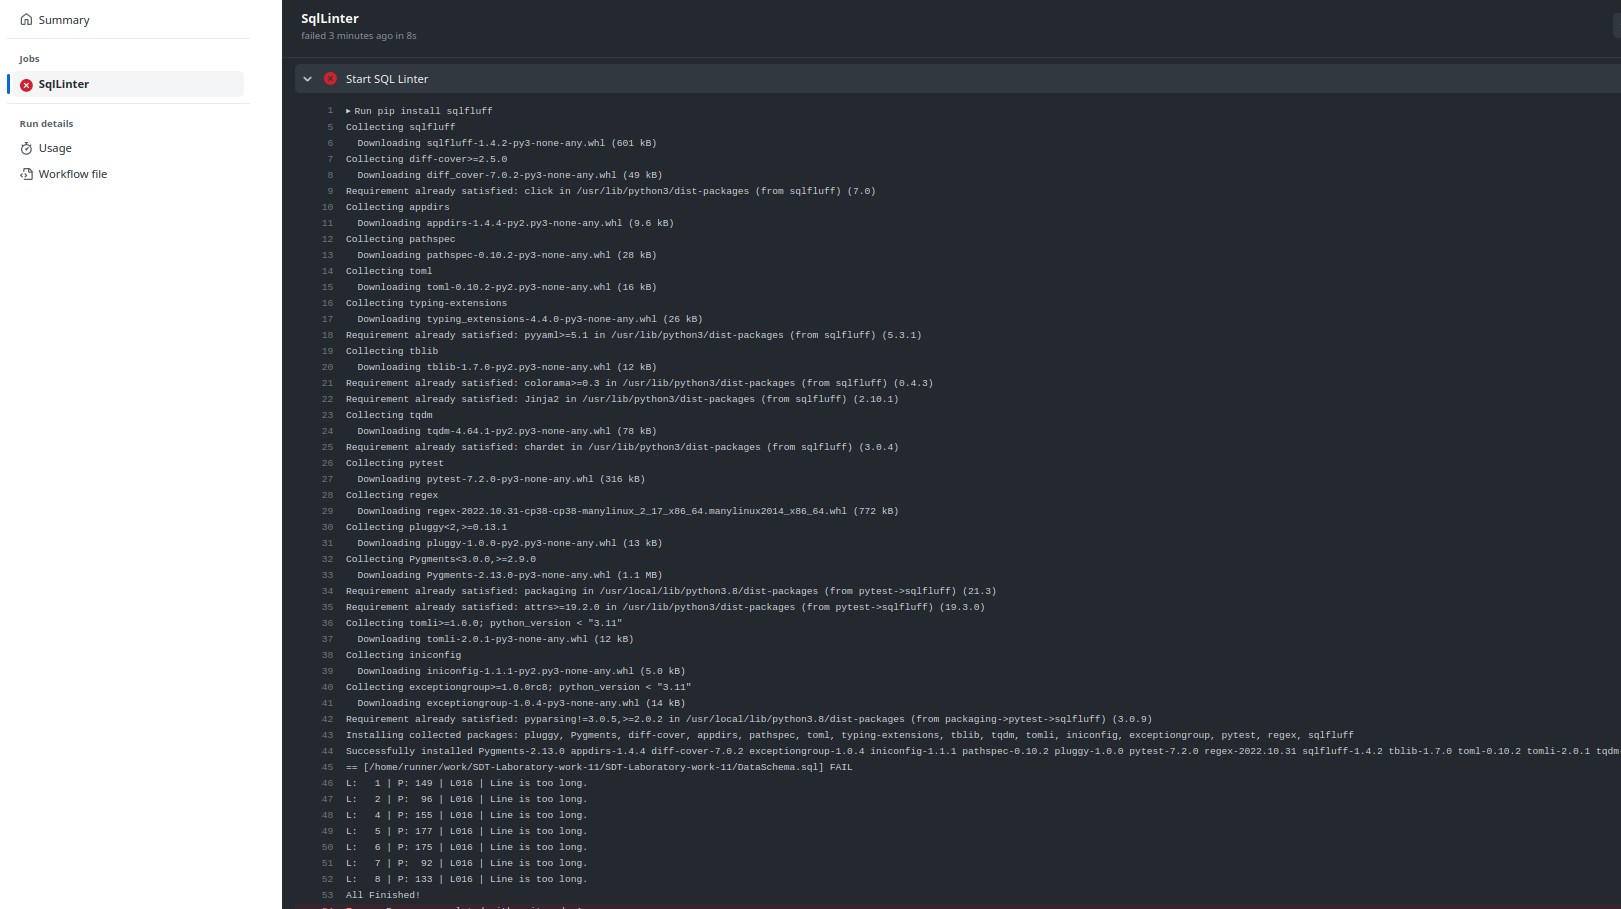 Summary
Jobs
SqlLinter
Run details
Usage
Workflow file
SqlLinter
failed 3 minutes ago in 8s
Start SQL Linter
1 Run pip install sqlfluff
5 Collecting sqlfluff
6 Downloading sqlfluff-1.4.2-py3-none-any.whl (601 kB)
7 Collecting diff-cover>=2.5.0
8 Downloading diff_cover-7.0.2-py3-none-any.whl (49 kB)
9 Requirement already satisfied: click in /usr/lib/python3/dist-packages (from sqlfluff) (7.0)
10 Collecting appdirs
11 Downloading appdirs-1.4.4-py2.py3-none-any.whl (9.6 kB)
12 Collecting pathspec
13 Downloading pathspec-0.10.2-py3-none-any.whl (28 kB)
14 Collecting toml
15 Downloading toml-0.10.2-py2.py3-none-any.whl (16 kB)
16 Collecting typing-extensions
17 Downloading typing_extensions-4.4.0-py3-none-any.whl (26 kB)
18 Requirement already satisfied: pyyaml>=5.1 in /usr/lib/python3/dist-packages (from sqlfluff) (5.3.1)
19 Collecting tblib
20 Downloading tblib-1.7.0-py2.py3-none-any.whl (12 kB)
21 Requirement already satisfied: colorama>=0.3 in /usr/lib/python3/dist-packages (from sqlfluff) (0.4.3)
22 Requirement already satisfied: Jinja2 in /usr/lib/python3/dist-packages (from sqlfluff) (2.10.1)
23 Collecting tqdm
24 Downloading tqdm-4.64.1-py2.py3-none-any.whl (78 kB)
25 Requirement already satisfied: chardet in /usr/lib/python3/dist-packages (from sqlfluff) (3.0.4)
26 Collecting pytest
27 Downloading pytest-7.2.0-py3-none-any.whl (316 kB)
28 Collecting regex
29 Downloading regex-2022.10.31-cp38-cp38-manylinux_2_17_x86_64.manylinux2014_x86_64.whl (772 kB)
30 Collecting pluggy<2,>=0.13.1
31 Downloading pluggy-1.0.0-py2.py3-none-any.whl (13 kB)
32 Collecting Pygments<3.0.0,>=2.9.0
33 Downloading Pygments-2.13.0-py3-none-any.whl (1.1 MB)
34 Requirement already satisfied: packaging in /usr/local/lib/python3.8/dist-packages (from pytest->sqlfluff) (21.3)
35 Requirement already satisfied: attrs>=19.2.0 in /usr/lib/python3/dist-packages (from pytest->sqlfluff) (19.3.0)
36 Collecting tomli>=1.0.0; python_version < "3.11"
37 Downloading tomli-2.0.1-py3-none-any.whl (12 kB)
38 Collecting iniconfig
39 Downloading iniconfig-1.1.1-py2.py3-none-any.whl (5.0 kB)
40 Collecting exceptiongroup>=1.0.0rc8; python_version < "3.11"
41 Downloading exceptiongroup-1.0.4-py3-none-any.whl (14 kB)
42 Requirement already satisfied: pyparsing!=3.0.5,>=2.0.2 in /usr/local/lib/python3.8/dist-packages (from packaging->pytest->sqlfluff) (3.0.9)
43 Installing collected packages: pluggy, Pygments, diff-cover, appdirs, pathspec, toml, typing-extensions, tblib, tqdm, tomli, iniconfig, exceptiongroup, pytest, regex, sqlfluff
44 Successfully installed Pygments-2.13.0 appdirs-1.4.4 diff-cover-7.0.2 exceptiongroup-1.0.4 iniconfig-1.1.1 pathspec-0.10.2 pluggy-1.0.0 pytest-7.2.0 regex-2022.10.31 sqlfluff-1.4.2 tblib-1.7.0 toml-0.10.2 tomli-2.0.1 tqdm-
45 == [/home/runner/work/SDT-Laboratory-work-11/SDT-Laboratory-work-11/DataSchema.sql] FAIL
46 L: 1 | P: 149 | L016 | Line is too long.
47 L: 2 | P: 96 | L016 | Line is too long.
48 L: 4 | P: 155 | L016 | Line is too long.
49 L: 5 | P: 177 | L016 | Line is too long.
50 L: 6 | P: 175 | L016 | Line is too long.
51 L: 7 | P: 92 | L016 | Line is too long.
52 L: 8 | P: 133 | L016 | Line is too long.
53 All Finished!